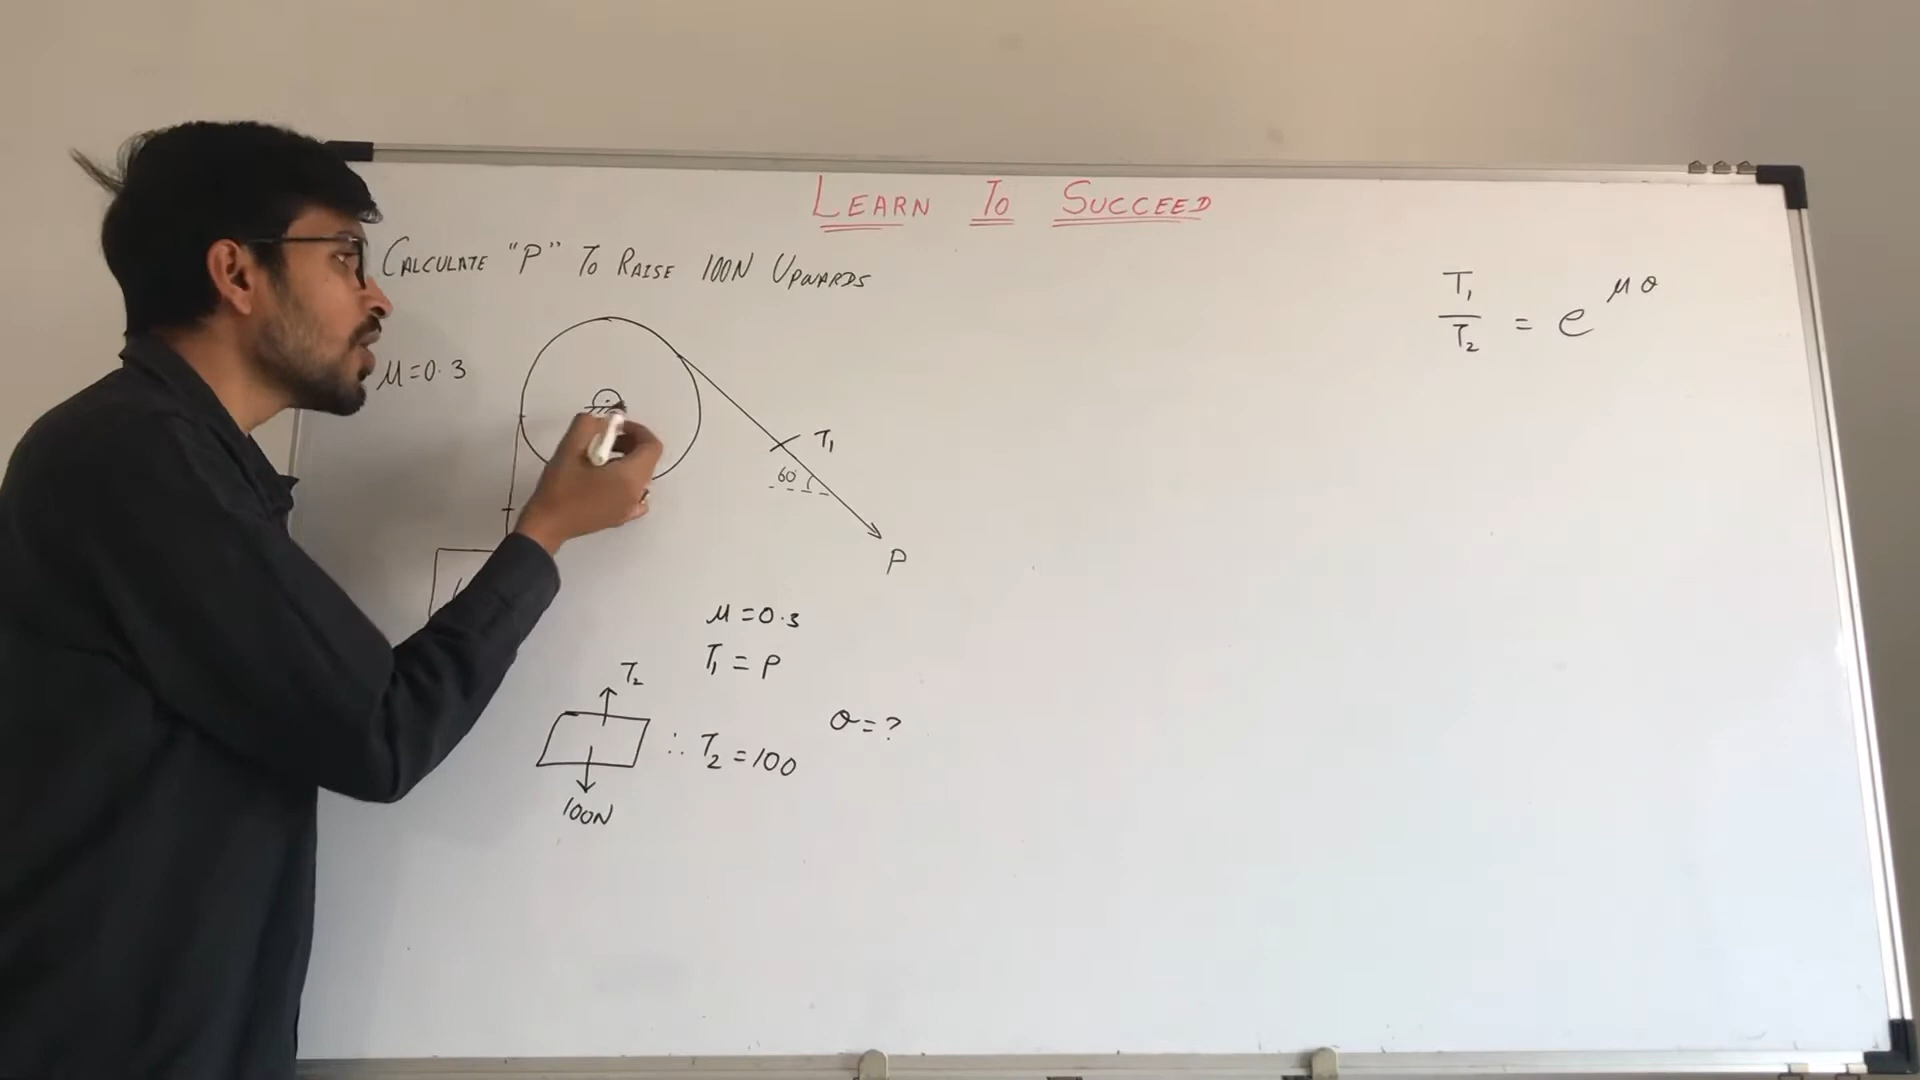 LEARN TO SUCCEED
CALCULATE "P" TO RAISE 100N UPWARDS
μ=0.3
T₁
60°
P
μ=0.3
T₁=P
T₂
∴ T₂=100
100N
θ=?
T₁/T₂ = e^μθ